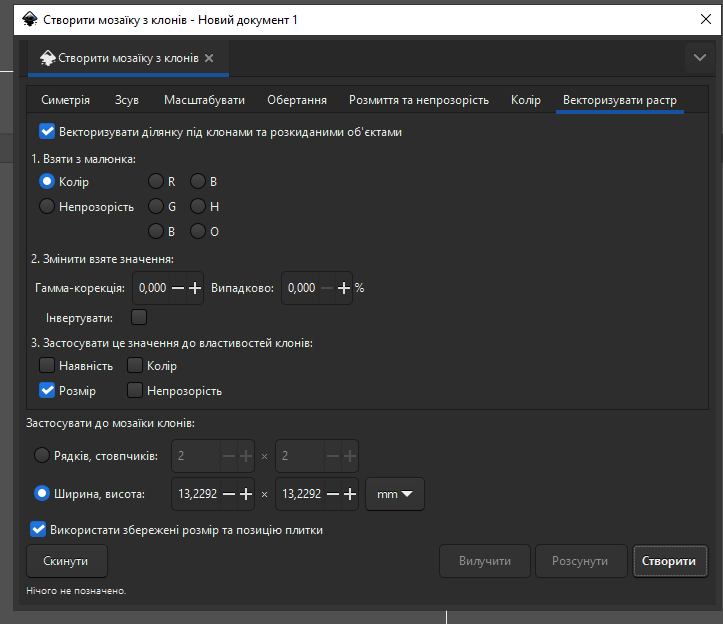 Створити мозаїку з клонів - Новий документ 1
Створити мозаїку з клонів
Симетрія Зсув Масштабувати Обертання Розмиття та непрозорість Колір Векторизувати растр
Векторизувати ділянку під клонами та розкиданими об'єктами
1. Взяти з малюнка:
Колір R B
Непрозорість G H
B O
2. Змінити взяте значення:
Гамма-корекція: 0,000 Випадково: 0,000 %
Інвертувати:
3. Застосувати це значення до властивостей клонів:
Наявність Колір
Розмір Непрозорість
Застосувати до мозаїки клонів:
Рядків, стовпчиків: 2 × 2
Ширина, висота: 13,2292 × 13,2292 mm
Використати збережені розмір та позицію плитки
Скинути Вилучити Розсунути Створити
Нічого не позначено.